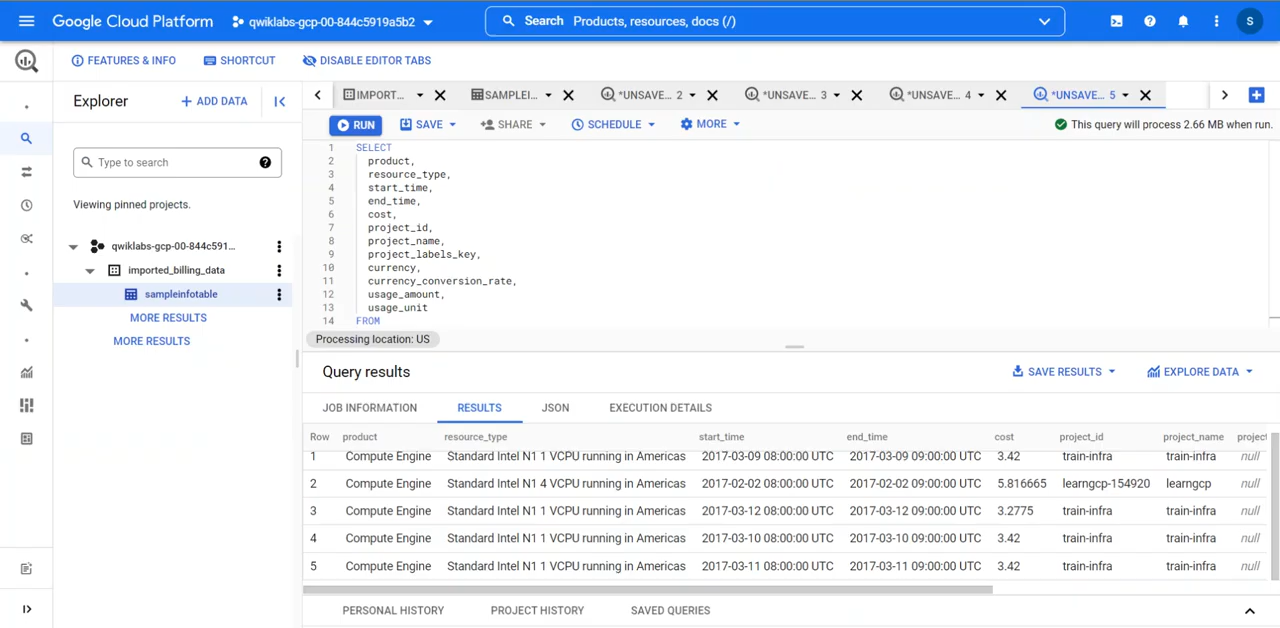 Google Cloud Platform qwiklabs-gcp-00-844c5919a5b2 Search Products, resources, docs (/) S
FEATURES & INFO SHORTCUT DISABLE EDITOR TABS
Explorer + ADD DATA
IMPORT... SAMPLEI... *UNSAVE... 2 *UNSAVE... 3 *UNSAVE... 4 *UNSAVE... 5
RUN SAVE SHARE SCHEDULE MORE This query will process 2.66 MB when run.
Type to search
Viewing pinned projects.
qwiklabs-gcp-00-844c591...
imported_billing_data
sampleinfotable
MORE RESULTS
MORE RESULTS
1 SELECT
2 product,
3 resource_type,
4 start_time,
5 end_time,
6 cost,
7 project_id,
8 project_name,
9 project_labels_key,
10 currency,
11 currency_conversion_rate,
12 usage_amount,
13 usage_unit
14 FROM
Processing location: US
Query results SAVE RESULTS EXPLORE DATA
JOB INFORMATION RESULTS JSON EXECUTION DETAILS
Row product resource_type start_time end_time cost project_id project_name project
1 Compute Engine Standard Intel N1 1 VCPU running in Americas 2017-03-09 08:00:00 UTC 2017-03-09 09:00:00 UTC 3.42 train-infra train-infra null
2 Compute Engine Standard Intel N1 4 VCPU running in Americas 2017-02-02 08:00:00 UTC 2017-02-02 09:00:00 UTC 5.816665 learngcp-154920 learngcp null
3 Compute Engine Standard Intel N1 1 VCPU running in Americas 2017-03-12 08:00:00 UTC 2017-03-12 09:00:00 UTC 3.2775 train-infra train-infra null
4 Compute Engine Standard Intel N1 1 VCPU running in Americas 2017-03-10 08:00:00 UTC 2017-03-10 09:00:00 UTC 3.42 train-infra train-infra null
5 Compute Engine Standard Intel N1 1 VCPU running in Americas 2017-03-11 08:00:00 UTC 2017-03-11 09:00:00 UTC 3.42 train-infra train-infra null
PERSONAL HISTORY PROJECT HISTORY SAVED QUERIES